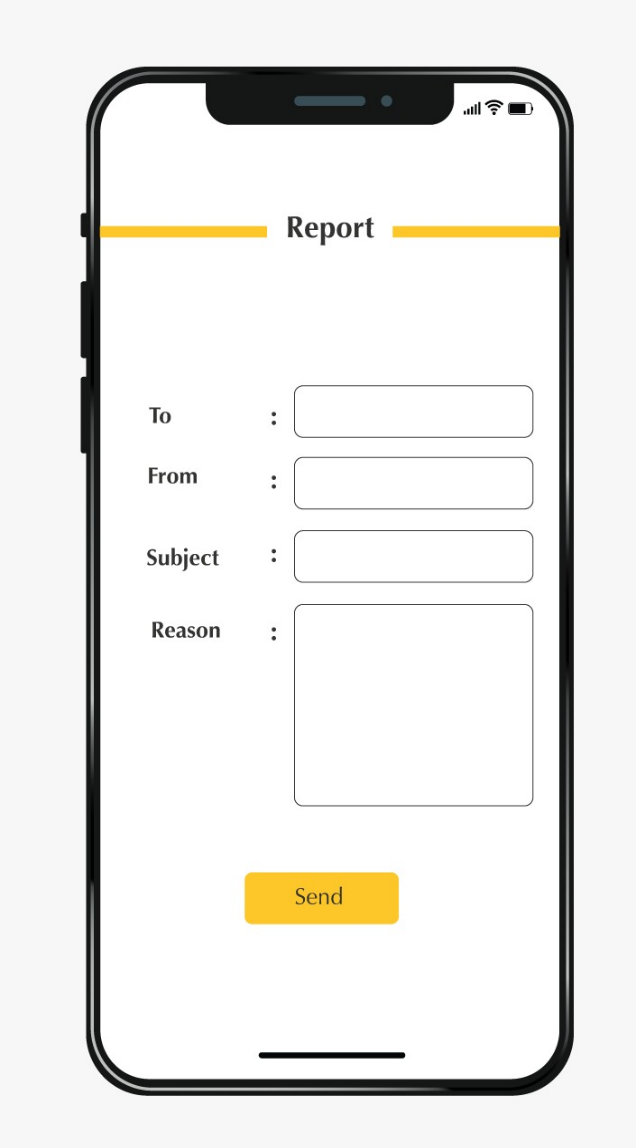 Report
To :
From :
Subject :
Reason :
Send